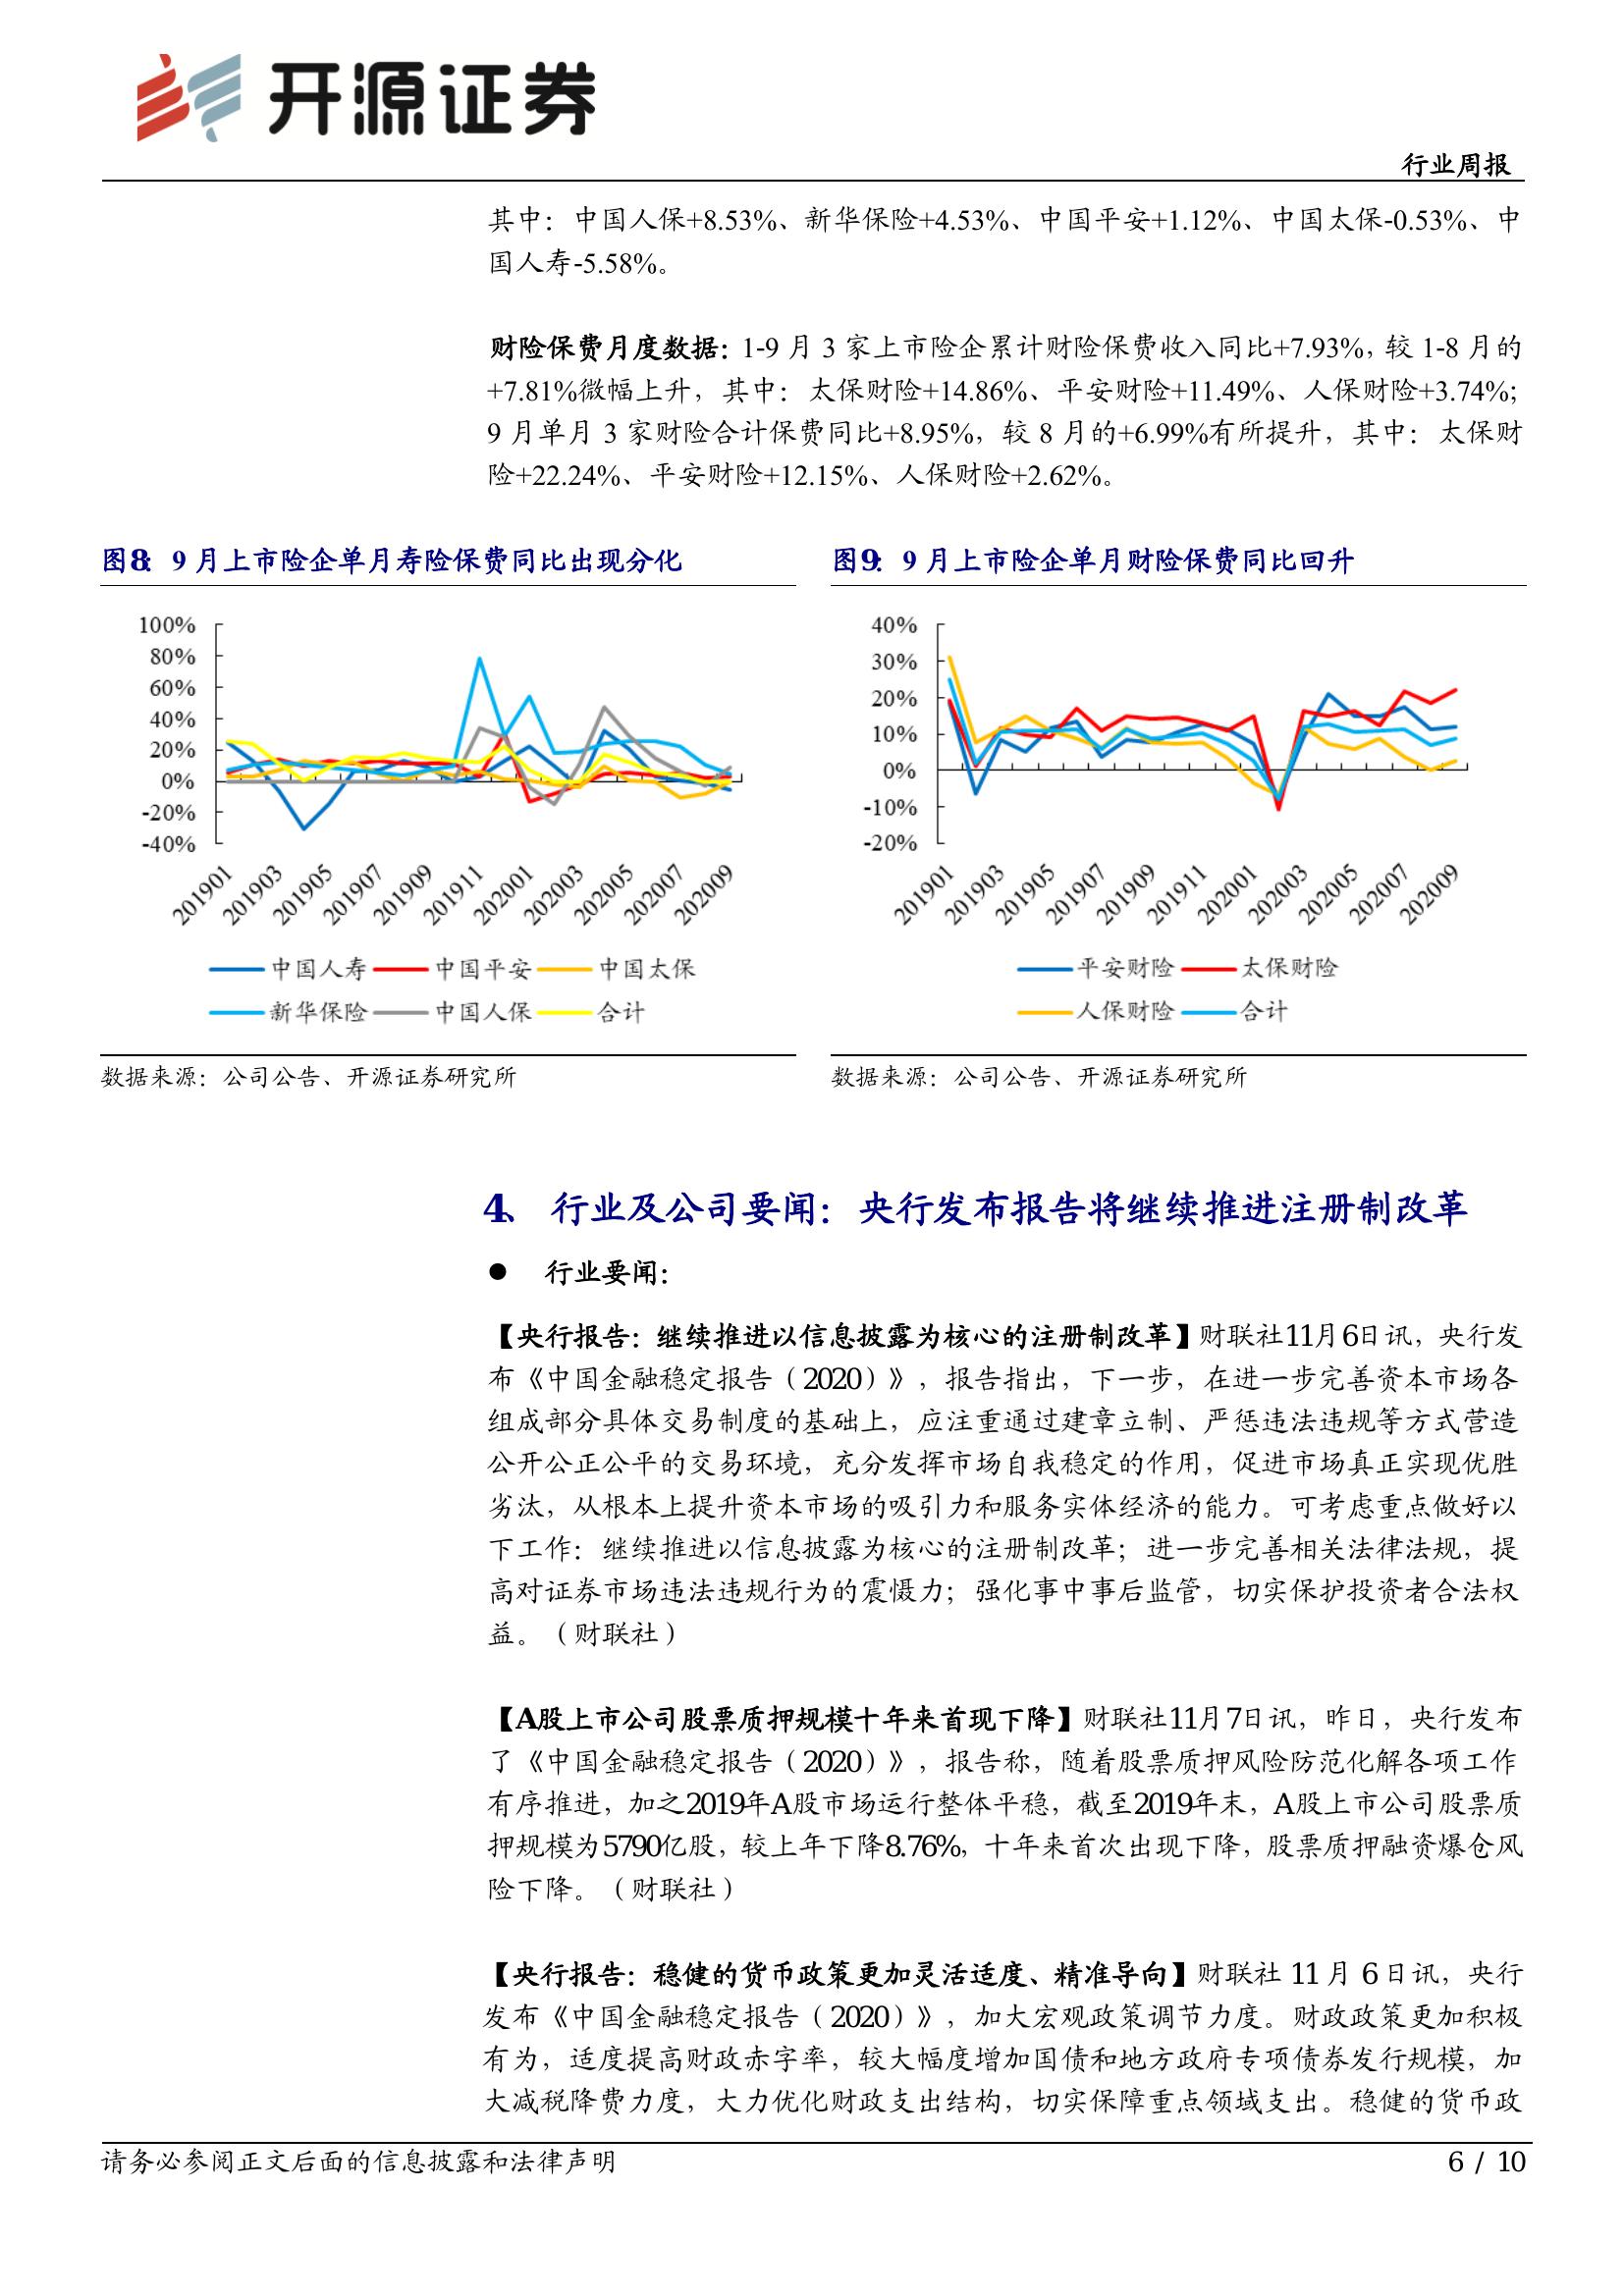 开源证券
行业周报
其中：中国人保+8.53%、新华保险+4.53%、中国平安+1.12%、中国太保-0.53%、中
国人寿-5.58%。
财险保费月度数据：1-9 月 3 家上市险企累计财险保费收入同比+7.93%，较 1-8 月的
+7.81%微幅上升，其中：太保财险+14.86%、平安财险+11.49%、人保财险+3.74%；
9 月单月 3 家财险合计保费同比+8.95%，较 8 月的+6.99%有所提升，其中：太保财
险+22.24%、平安财险+12.15%、人保财险+2.62%。
图8： 9 月上市险企单月寿险保费同比出现分化
100%
80%
60%
40%
20%
0%
-20%
-40%
201901 201903 201905 201907 201909 201911 202001 202003 202005 202007 202009
中国人寿 中国平安 中国太保
新华保险 中国人保 合计
数据来源：公司公告、开源证券研究所
图9： 9 月上市险企单月财险保费同比回升
40%
30%
20%
10%
0%
-10%
-20%
201901 201903 201905 201907 201909 201911 202001 202003 202005 202007 202009
平安财险 太保财险
人保财险 合计
数据来源：公司公告、开源证券研究所
4、 行业及公司要闻：央行发布报告将继续推进注册制改革
● 行业要闻：
【央行报告：继续推进以信息披露为核心的注册制改革】财联社11月6日讯，央行发
布《中国金融稳定报告（2020）》，报告指出，下一步，在进一步完善资本市场各
组成部分具体交易制度的基础上，应注重通过建章立制、严惩违法违规等方式营造
公开公正公平的交易环境，充分发挥市场自我稳定的作用，促进市场真正实现优胜
劣汰，从根本上提升资本市场的吸引力和服务实体经济的能力。可考虑重点做好以
下工作：继续推进以信息披露为核心的注册制改革；进一步完善相关法律法规，提
高对证券市场违法违规行为的震慑力；强化事中事后监管，切实保护投资者合法权
益。（财联社）
【A股上市公司股票质押规模十年来首现下降】财联社11月7日讯，昨日，央行发布
了《中国金融稳定报告（2020）》，报告称，随着股票质押风险防范化解各项工作
有序推进，加之2019年A股市场运行整体平稳，截至2019年末，A股上市公司股票质
押规模为5790亿股，较上年下降8.76%，十年来首次出现下降，股票质押融资爆仓风
险下降。（财联社）
【央行报告：稳健的货币政策更加灵活适度、精准导向】财联社 11 月 6 日讯，央行
发布《中国金融稳定报告（2020）》，加大宏观政策调节力度。财政政策更加积极
有为，适度提高财政赤字率，较大幅度增加国债和地方政府专项债券发行规模，加
大减税降费力度，大力优化财政支出结构，切实保障重点领域支出。稳健的货币政
请务必参阅正文后面的信息披露和法律声明
6 / 10